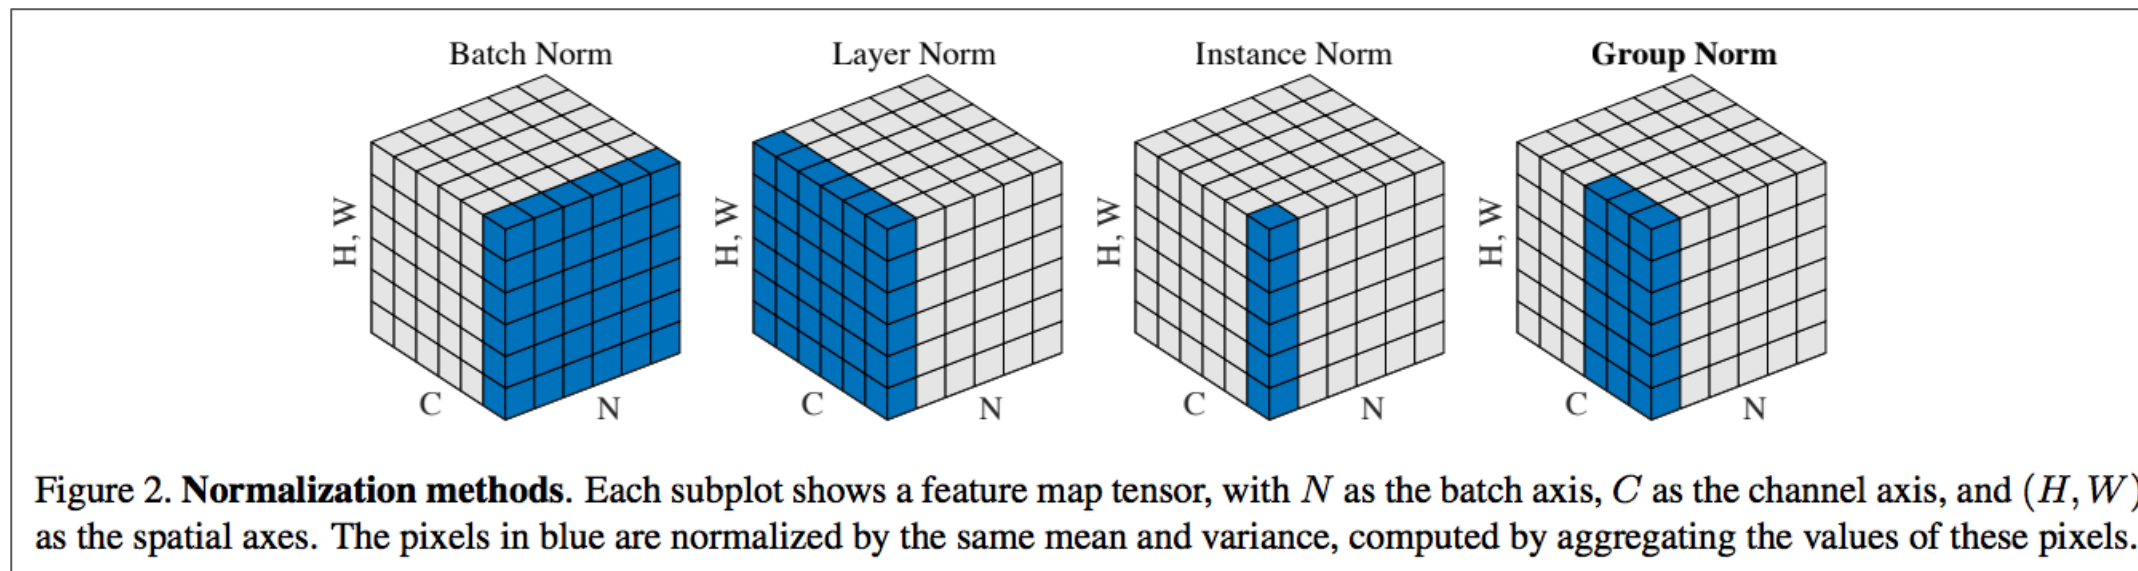 Batch Norm
Layer Norm
Instance Norm
Group Norm
H, W
C
N
H, W
C
N
H, W
C
N
H, W
C
N
Figure 2. Normalization methods. Each subplot shows a feature map tensor, with N as the batch axis, C as the channel axis, and (H, W)
as the spatial axes. The pixels in blue are normalized by the same mean and variance, computed by aggregating the values of these pixels.